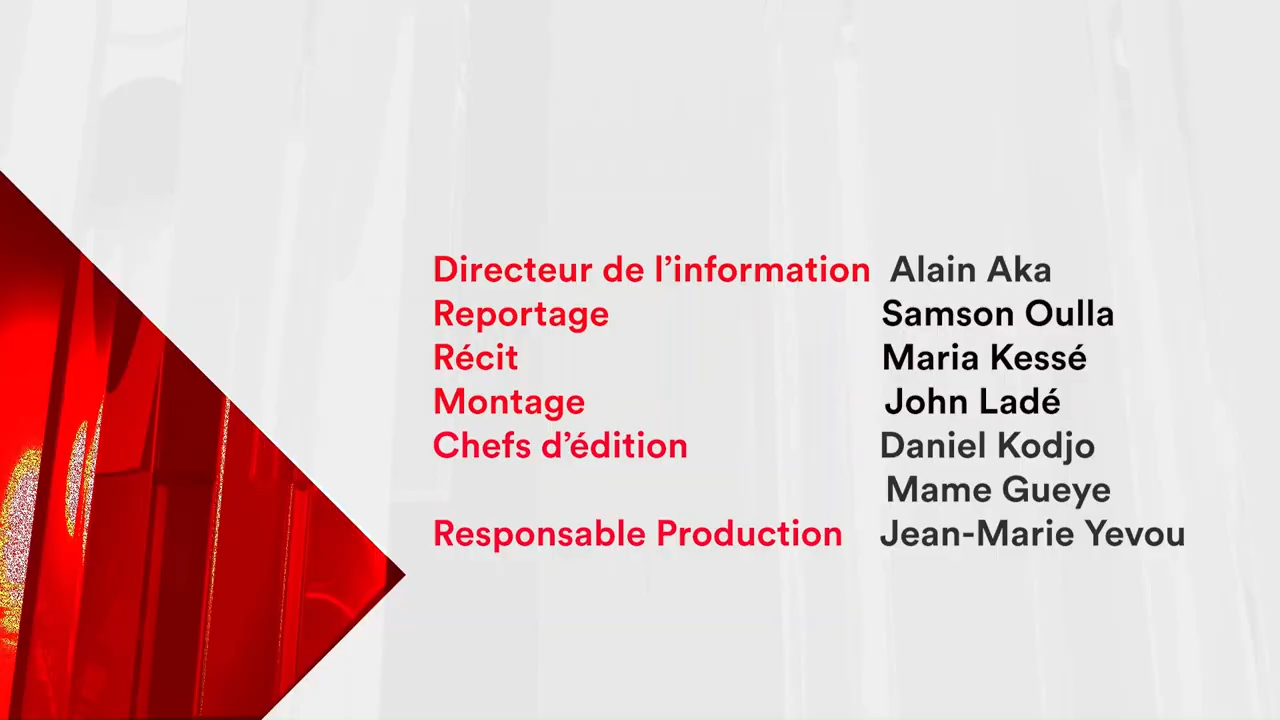 Directeur de l’information Alain Aka
Reportage Samson Oulla
Récit Maria Kessé
Montage John Ladé
Chefs d’édition Daniel Kodjo
Mame Gueye
Responsable Production Jean-Marie Yevou